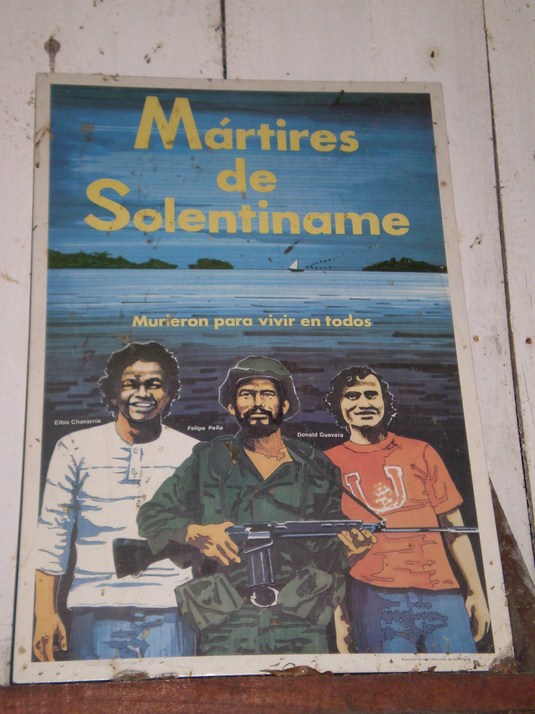 Mártires
de
Solentiname
Murieron para vivir en todos
Elbis Chavarría
Felipe Peña
Donald Guevara
U